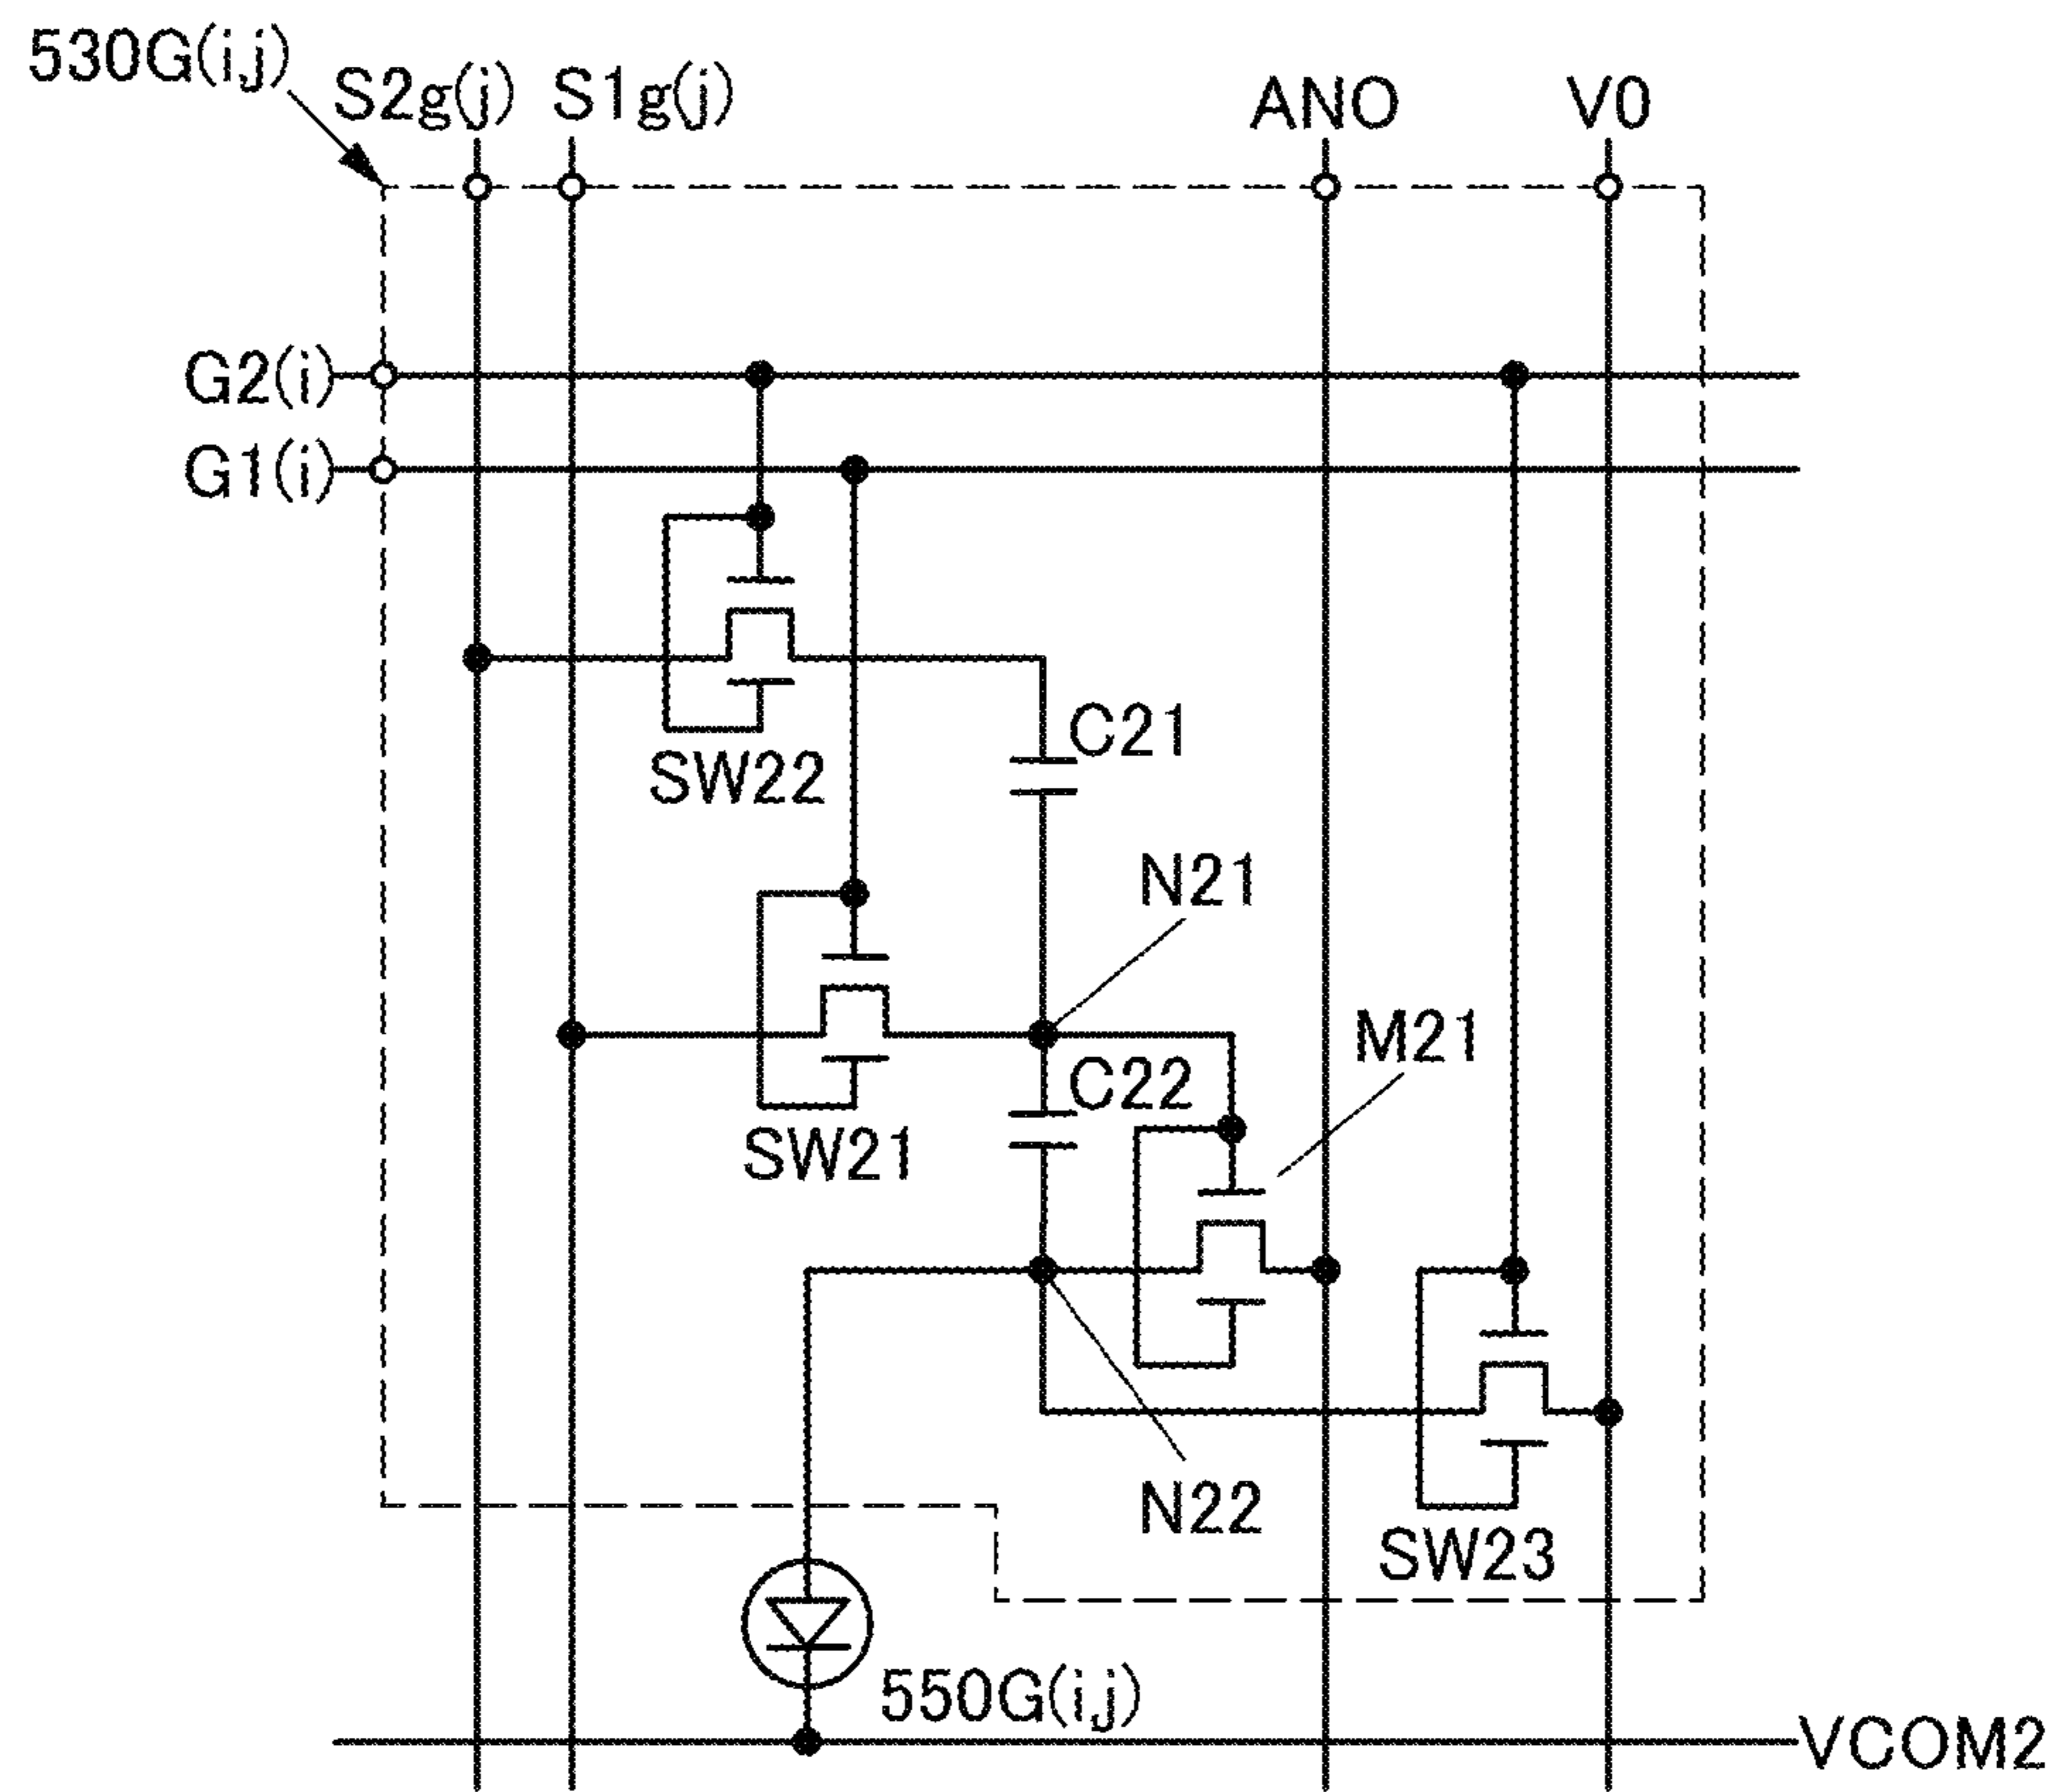 530G(i,j)
S2g(j)
S1g(j)
ANO
V0
G2(i)
G1(i)
C21
SW22
N21
M21
C22
SW21
N22
SW23
550G(i,j)
VCOM2